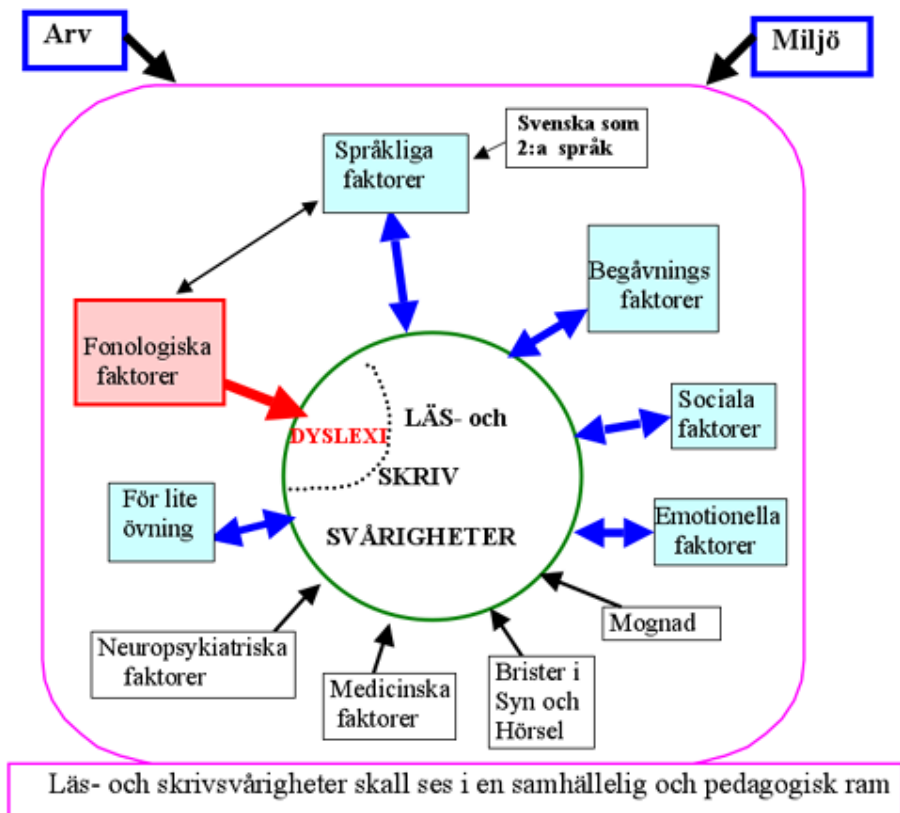 Arv
Miljö
Svenska som
2:a språk
Språkliga
faktorer
Begåvnings
faktorer
Fonologiska
faktorer
Sociala
faktorer
LÄS- och
DYSLEXI
SKRIV
För lite
övning
SVÅRIGHETER
Emotionella
faktorer
Mognad
Neuropsykiatriska
faktorer
Medicinska
faktorer
Brister i
Syn och
Hörsel
Läs- och skrivsvårigheter skall ses i en samhällelig och pedagogisk ram